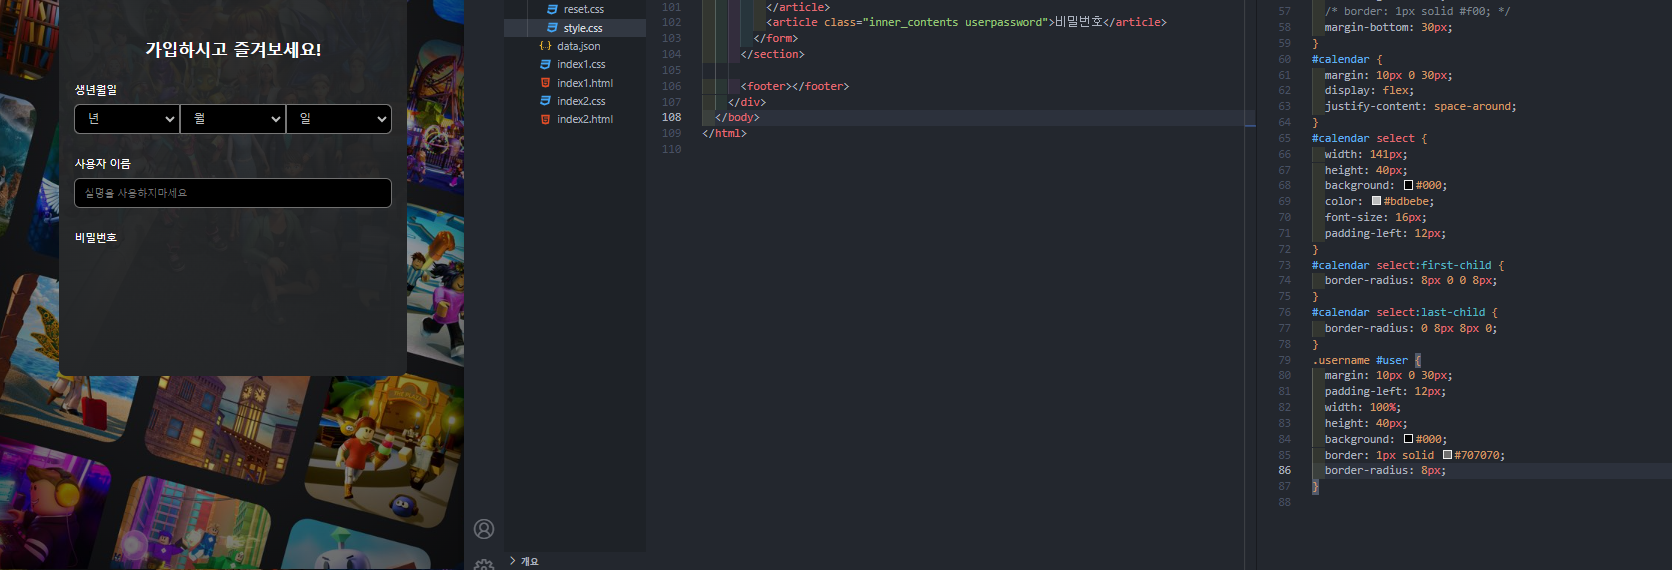 가입하시고 즐겨보세요!
생년월일
년
월
일
사용자 이름
실명을 사용하지마세요
비밀번호
reset.css
style.css
{··} data.json
index1.css
index1.html
index2.css
index2.html
개요
101 </article>
102 <article class="inner_contents userpassword">비밀번호</article>
103 </form>
104 </section>
105
106 <footer></footer>
107 </div>
108 </body>
109 </html>
110
57 /* border: 1px solid #f00; */
58 margin-bottom: 30px;
59 }
60 #calendar {
61 margin: 10px 0 30px;
62 display: flex;
63 justify-content: space-around;
64 }
65 #calendar select {
66 width: 141px;
67 height: 40px;
68 background: #000;
69 color: #bdbebe;
70 font-size: 16px;
71 padding-left: 12px;
72 }
73 #calendar select:first-child {
74 border-radius: 8px 0 0 8px;
75 }
76 #calendar select:last-child {
77 border-radius: 0 8px 8px 0;
78 }
79 .username #user {
80 margin: 10px 0 30px;
81 padding-left: 12px;
82 width: 100%;
83 height: 40px;
84 background: #000;
85 border: 1px solid #707070;
86 border-radius: 8px;
87 }
88